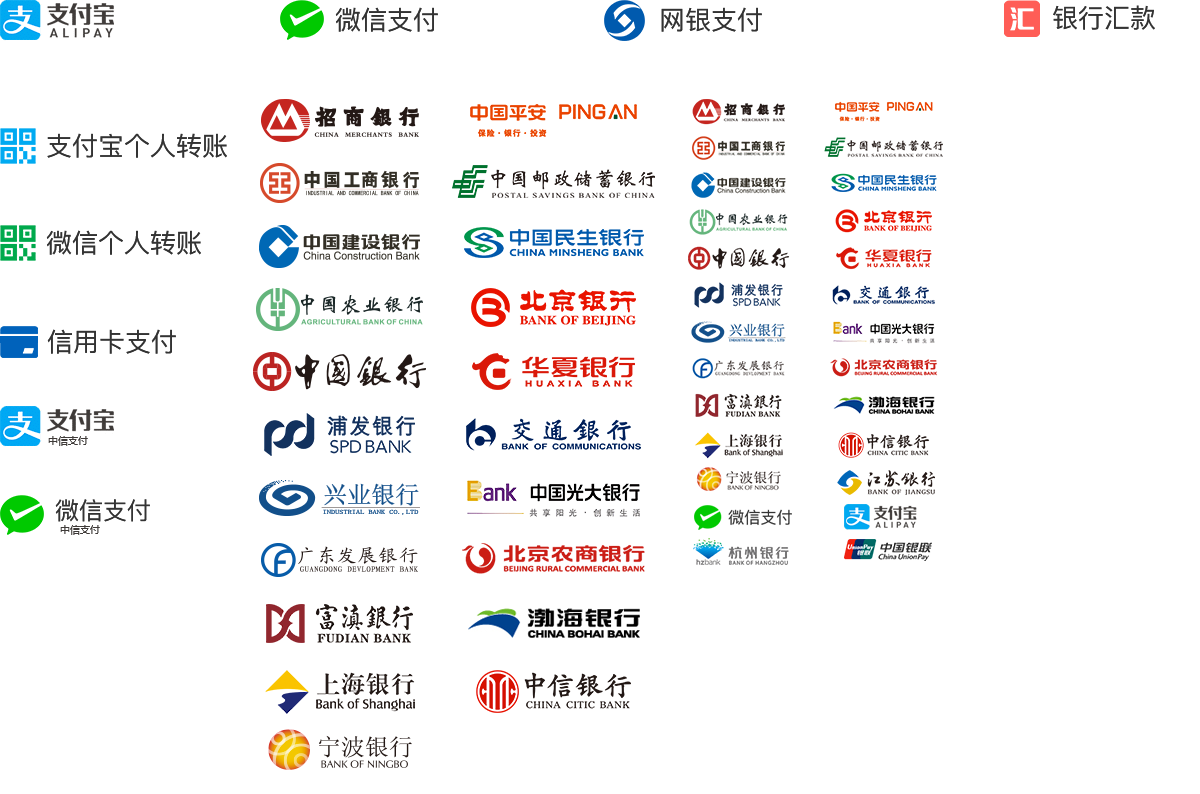 支付宝
ALIPAY
微信支付
网银支付
汇 银行汇款
支付宝个人转账
微信个人转账
信用卡支付
支付宝
中信支付
微信支付
中信支付
招商銀行
CHINA MERCHANTS BANK
中国平安 PINGAN
保险·银行·投资
中国工商银行
INDUSTRIAL AND COMMERCIAL BANK OF CHINA
中国邮政储蓄银行
POSTAL SAVINGS BANK OF CHINA
中国建设银行
China Construction Bank
中国民生银行
CHINA MINSHENG BANK
中国农业银行
AGRICULTURAL BANK OF CHINA
北京银行
BANK OF BEIJING
中國銀行
华夏银行
HUAXIA BANK
浦发银行
SPD BANK
交通銀行
BANK OF COMMUNICATIONS
兴业银行
INDUSTRIAL BANK CO.,LTD
Bank 中国光大银行
共享阳光·创新生活
广东发展银行
GUANGDONG DEVLOPMENT BANK
北京农商银行
BEIJING RURAL COMMERCIAL BANK
富滇銀行
FUDIAN BANK
渤海银行
CHINA BOHAI BANK
上海银行
Bank of Shanghai
中信银行
CHINA CITIC BANK
宁波银行
BANK OF NINGBO
招商銀行
CHINA MERCHANTS BANK
中国平安 PINGAN
保险·银行·投资
中国工商银行
INDUSTRIAL AND COMMERCIAL BANK OF CHINA
中国邮政储蓄银行
POSTAL SAVINGS BANK OF CHINA
中国建设银行
China Construction Bank
中国民生银行
CHINA MINSHENG BANK
中国农业银行
AGRICULTURAL BANK OF CHINA
北京银行
BANK OF BEIJING
中國銀行
华夏银行
HUAXIA BANK
浦发银行
SPD BANK
交通銀行
BANK OF COMMUNICATIONS
兴业银行
INDUSTRIAL BANK CO.,LTD
Bank 中国光大银行
共享阳光·创新生活
广东发展银行
GUANGDONG DEVLOPMENT BANK
北京农商银行
BEIJING RURAL COMMERCIAL BANK
富滇銀行
FUDIAN BANK
渤海银行
CHINA BOHAI BANK
上海银行
Bank of Shanghai
中信银行
CHINA CITIC BANK
宁波银行
BANK OF NINGBO
江苏银行
BANK OF JIANGSU
微信支付
支付宝
ALIPAY
杭州银行
hzbank BANK OF HANGZHOU
UnionPay 银联
中国银联
China UnionPay